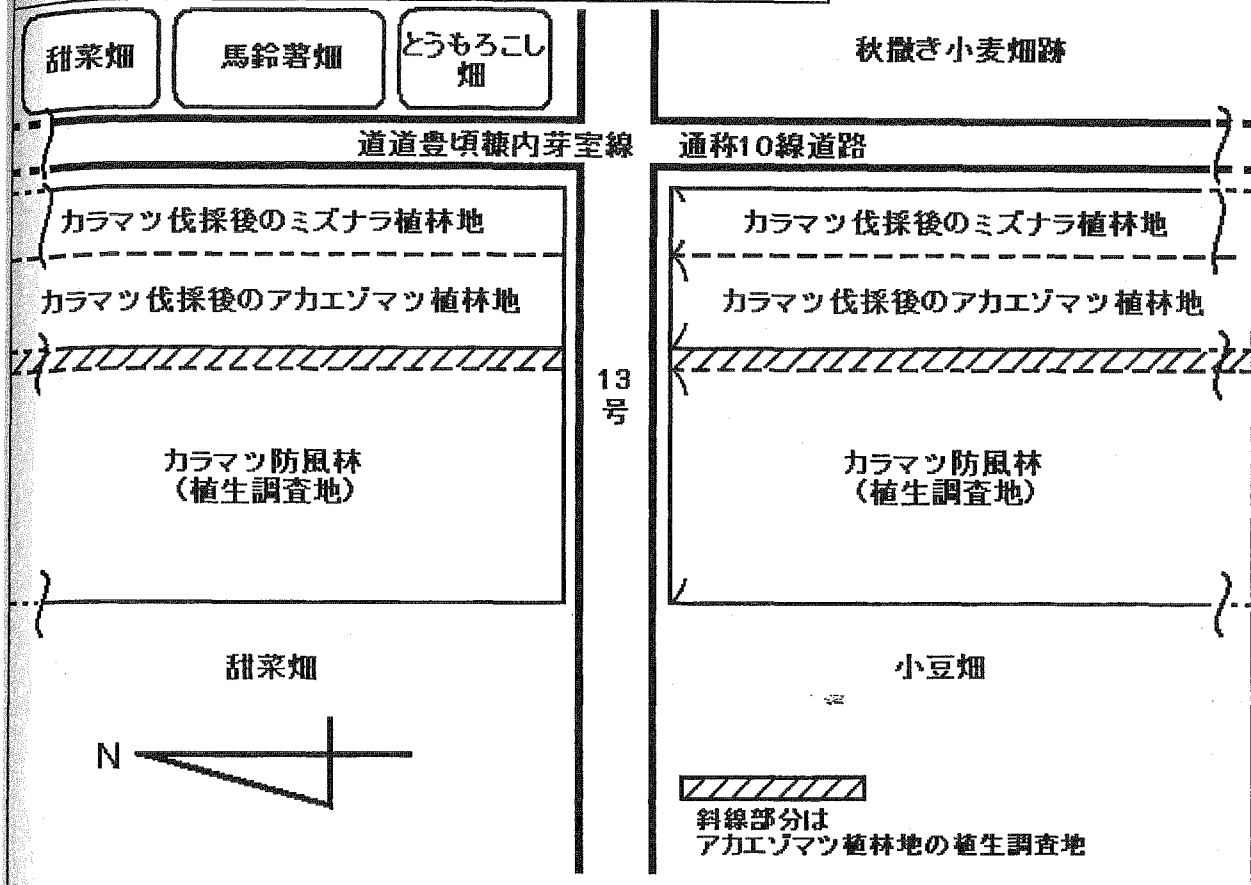 甜菜畑
馬鈴薯畑
とうもろこし
畑
秋撒き小麦畑跡
道道豊頃糠内芽室線 通称10線道路
カラマツ伐採後のミズナラ植林地
カラマツ伐採後のミズナラ植林地
カラマツ伐採後のアカエゾマツ植林地
カラマツ伐採後のアカエゾマツ植林地
13
号
カラマツ防風林
（植生調査地）
カラマツ防風林
（植生調査地）
甜菜畑
小豆畑
N
斜線部分は
アカエゾマツ植林地の植生調査地